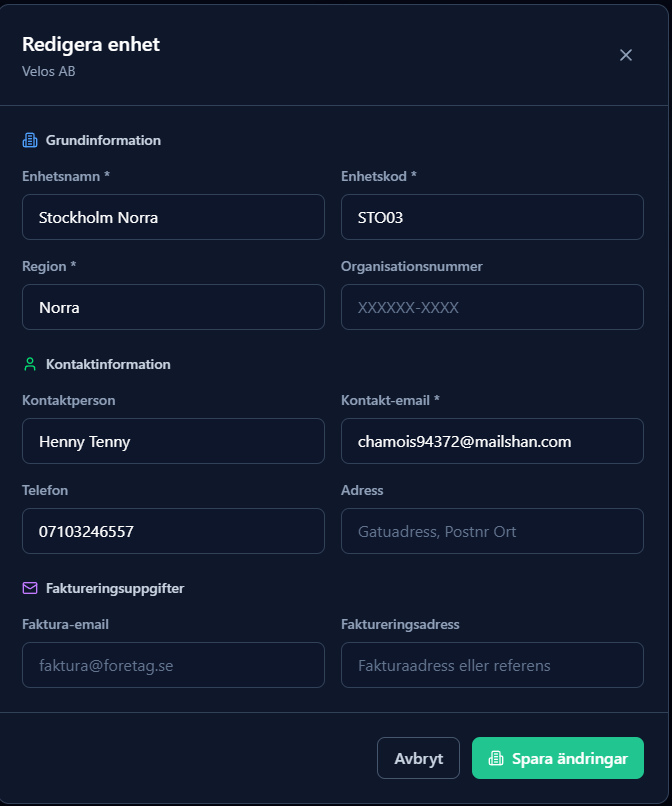 Redigera enhet
Velos AB
Grundinformation
Enhetsnamn *
Enhetskod *
Stockholm Norra
STO03
Region *
Organisationsnummer
Norra
XXXXXX-XXXX
Kontaktinformation
Kontaktperson
Kontakt-email *
Henny Tenny
chamois94372@mailshan.com
Telefon
Adress
07103246557
Gatuadress, Postnr Ort
Faktureringsuppgifter
Faktura-email
Faktureringsadress
faktura@foretag.se
Fakturaadress eller referens
Avbryt
Spara ändringar